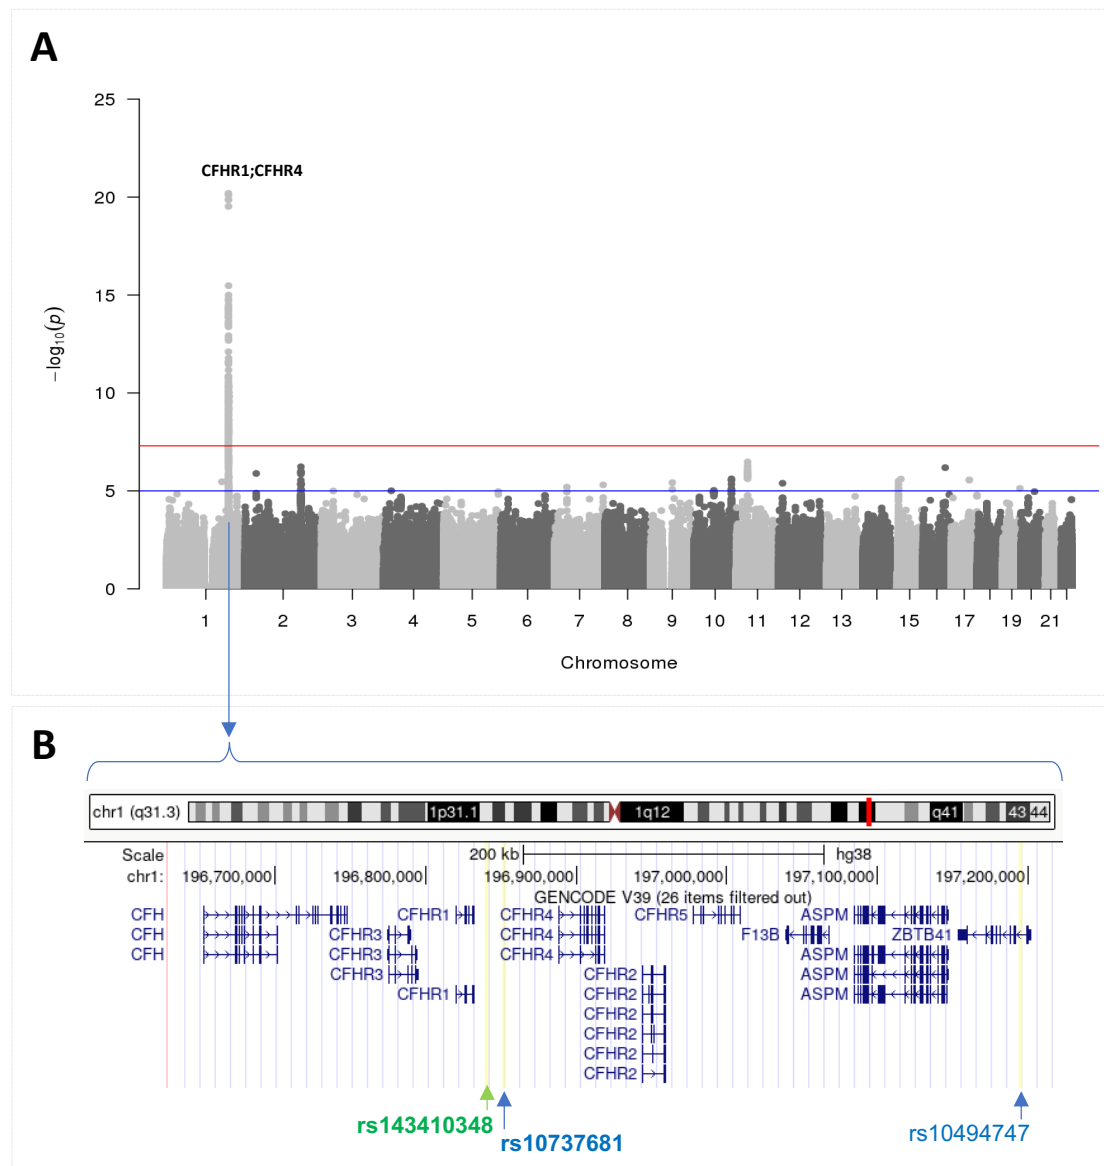 A
25
20
15
10
5
0
−log10(p)
CFHR1;CFHR4
1 2 3 4 5 6 7 8 9 10 11 12 13 15 17 19 21
Chromosome
B
chr1 (q31.3) 1p31.1 1q12 q41 43 44
Scale 200 kb hg38
chr1: 196,700,000 196,800,000 196,900,000 197,000,000 197,100,000 197,200,000
GENCODE V39 (26 items filtered out)
CFH CFHR1 CFHR4 CFHR5 ASPM
CFH CFHR3 CFHR4 F13B ZBTB41
CFH CFHR3 CFHR4 ASPM
CFHR3 CFHR2 ASPM
CFHR1 CFHR2 ASPM
CFHR2
CFHR2
CFHR2
CFHR2
rs143410348
rs10737681
rs10494747